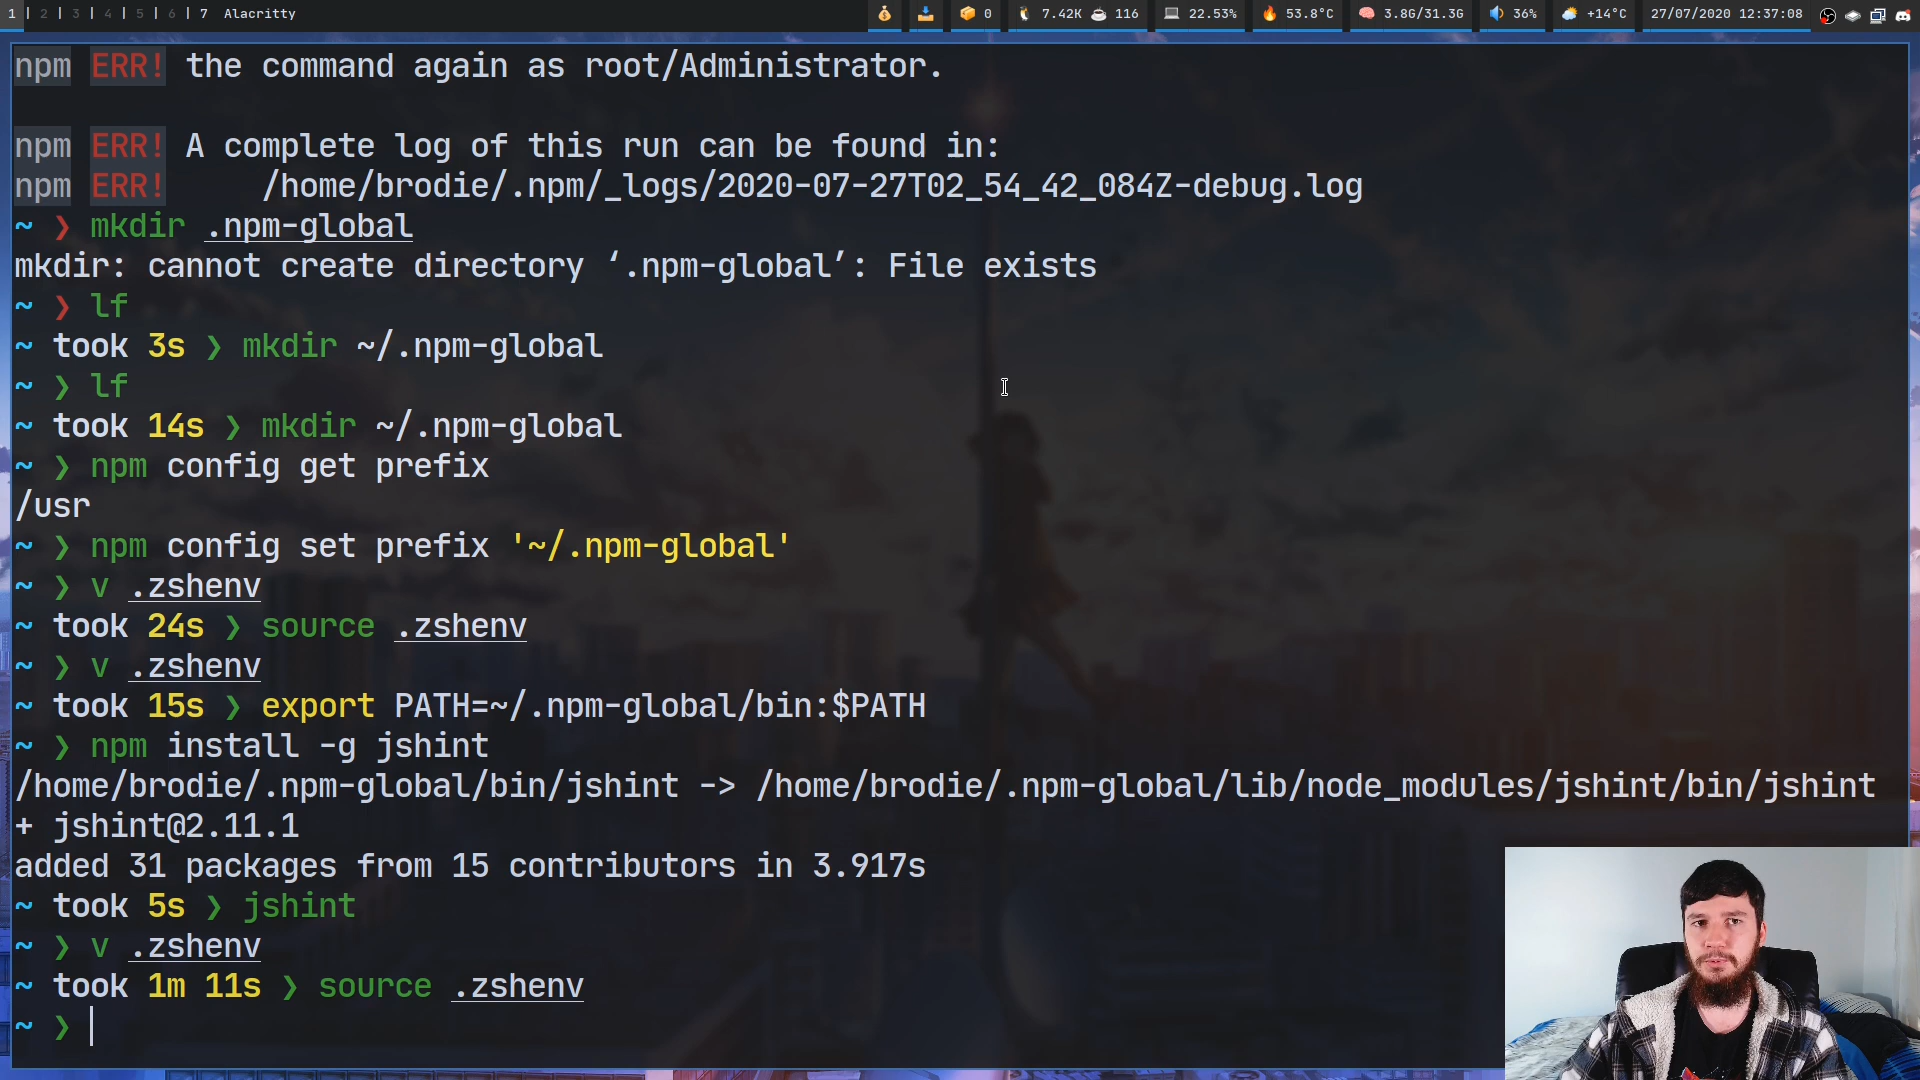 1 | 2 | 3 | 4 | 5 | 6 | 7 Alacritty 0 7.42K 116 22.53% 53.8°C 3.8G/31.3G 36% +14°C 27/07/2020 12:37:08
npm ERR! the command again as root/Administrator.
npm ERR! A complete log of this run can be found in:
npm ERR!     /home/brodie/.npm/_logs/2020-07-27T02_54_42_084Z-debug.log
~ ❯ mkdir .npm-global
mkdir: cannot create directory ‘.npm-global’: File exists
~ ❯ lf
~ took 3s ❯ mkdir ~/.npm-global
~ ❯ lf
~ took 14s ❯ mkdir ~/.npm-global
~ ❯ npm config get prefix
/usr
~ ❯ npm config set prefix '~/.npm-global'
~ ❯ v .zshenv
~ took 24s ❯ source .zshenv
~ ❯ v .zshenv
~ took 15s ❯ export PATH=~/.npm-global/bin:$PATH
~ ❯ npm install -g jshint
/home/brodie/.npm-global/bin/jshint -> /home/brodie/.npm-global/lib/node_modules/jshint/bin/jshint
+ jshint@2.11.1
added 31 packages from 15 contributors in 3.917s
~ took 5s ❯ jshint
~ ❯ v .zshenv
~ took 1m 11s ❯ source .zshenv
~ ❯